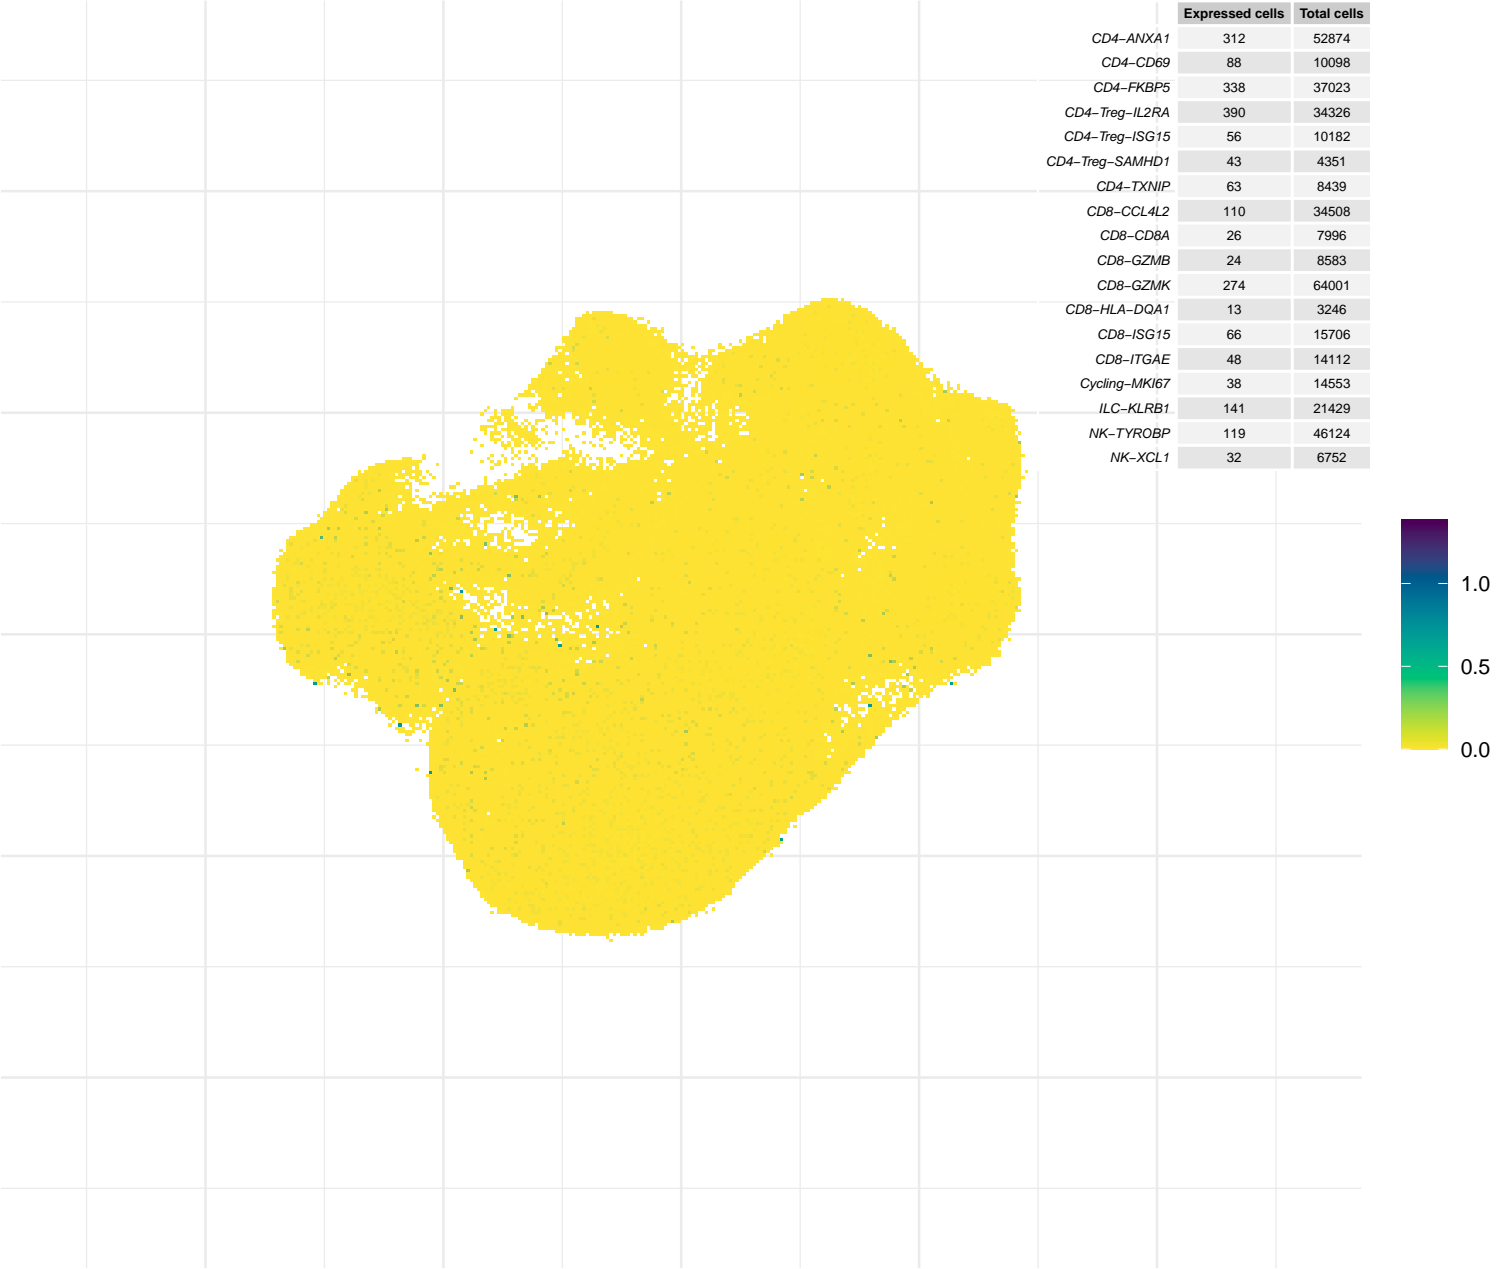 Expressed cells Total cells
CD4−ANXA1 312 52874
CD4−CD69 88 10098
CD4−FKBP5 338 37023
CD4−Treg−IL2RA 390 34326
CD4−Treg−ISG15 56 10182
CD4−Treg−SAMHD1 43 4351
CD4−TXNIP 63 8439
CD8−CCL4L2 110 34508
CD8−CD8A 26 7996
CD8−GZMB 24 8583
CD8−GZMK 274 64001
CD8−HLA−DQA1 13 3246
CD8−ISG15 66 15706
CD8−ITGAE 48 14112
Cycling−MKI67 38 14553
ILC−KLRB1 141 21429
NK−TYROBP 119 46124
NK−XCL1 32 6752
1.0
0.5
0.0